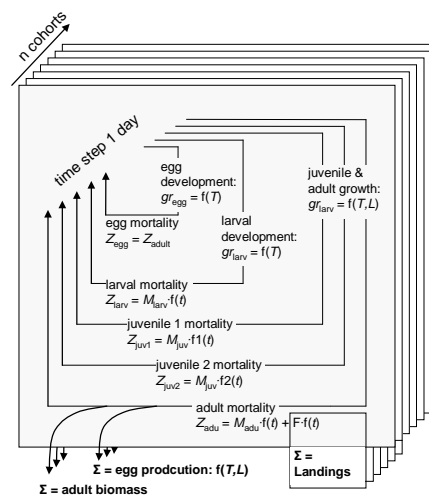 n cohorts
time step 1 day
egg
development:
gr_egg = f(T)
juvenile &
adult growth:
gr_larv = f(T,L)
egg mortality
Z_egg = Z_adult
larval
development:
gr_larv = f(T)
larval mortality
Z_larv = M_larv·f(t)
juvenile 1 mortality
Z_juv1 = M_juv·f1(t)
juvenile 2 mortality
Z_juv2 = M_juv·f2(t)
adult mortality
Z_adu = M_adu·f(t) + F·f(t)
Σ = egg prodcution: f(T,L)
Σ =
Landings
Σ = adult biomass